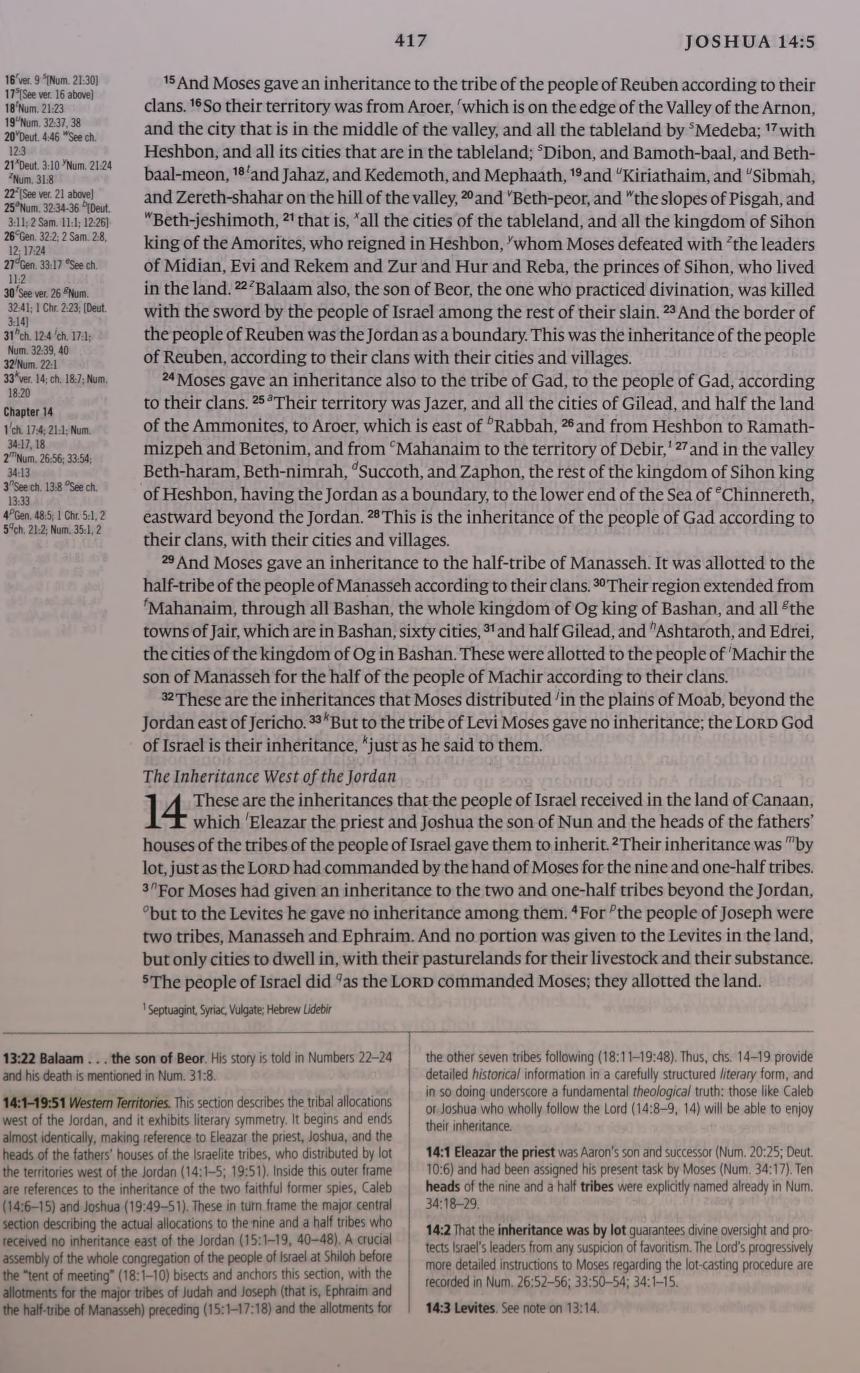 417
JOSHUA 14:5
16 r ver. 9 s [Num. 21:30]
17 s [See ver. 16 above]
18 t Num. 21:23
19 u Num. 32:37, 38
20 v Deut. 4:46 w See ch.
12:3
21 x Deut. 3:10 y Num. 21:24
z Num. 31:8
22 z [See ver. 21 above]
25 a Num. 32:34-36 b [Deut.
3:11; 2 Sam. 11:1; 12:26]
26 c Gen. 32:2; 2 Sam. 2:8,
12; 17:24
27 d Gen. 33:17 e See ch.
11:2
30 f See ver. 26 g Num.
32:41; 1 Chr. 2:23; [Deut.
3:14]
31 h ch. 12:4 i ch. 17:1;
Num. 32:39, 40
32 j Num. 22:1
33 k ver. 14; ch. 18:7; Num.
18:20
Chapter 14
1 l ch. 17:4; 21:1; Num.
34:17, 18
2 m Num. 26:56; 33:54;
34:13
3 n See ch. 13:8 o See ch.
13:33
4 p Gen. 48:5; 1 Chr. 5:1, 2
5 q ch. 21:2; Num. 35:1, 2
15 And Moses gave an inheritance to the tribe of the people of Reuben according to their
clans. 16 So their territory was from Aroer, r which is on the edge of the Valley of the Arnon,
and the city that is in the middle of the valley, and all the tableland by s Medeba; 17 with
Heshbon, and all its cities that are in the tableland; s Dibon, and Bamoth-baal, and Beth-
baal-meon, 18 t and Jahaz, and Kedemoth, and Mephaath, 19 and u Kiriathaim, and u Sibmah,
and Zereth-shahar on the hill of the valley, 20 and v Beth-peor, and w the slopes of Pisgah, and
w Beth-jeshimoth, 21 that is, x all the cities of the tableland, and all the kingdom of Sihon
king of the Amorites, who reigned in Heshbon, y whom Moses defeated with z the leaders
of Midian, Evi and Rekem and Zur and Hur and Reba, the princes of Sihon, who lived
in the land. 22 z Balaam also, the son of Beor, the one who practiced divination, was killed
with the sword by the people of Israel among the rest of their slain. 23 And the border of
the people of Reuben was the Jordan as a boundary. This was the inheritance of the people
of Reuben, according to their clans with their cities and villages.
24 Moses gave an inheritance also to the tribe of Gad, to the people of Gad, according
to their clans. 25 a Their territory was Jazer, and all the cities of Gilead, and half the land
of the Ammonites, to Aroer, which is east of b Rabbah, 26 and from Heshbon to Ramath-
mizpeh and Betonim, and from c Mahanaim to the territory of Debir, 1 27 and in the valley
Beth-haram, Beth-nimrah, d Succoth, and Zaphon, the rest of the kingdom of Sihon king
of Heshbon, having the Jordan as a boundary, to the lower end of the Sea of e Chinnereth,
eastward beyond the Jordan. 28 This is the inheritance of the people of Gad according to
their clans, with their cities and villages.
29 And Moses gave an inheritance to the half-tribe of Manasseh. It was allotted to the
half-tribe of the people of Manasseh according to their clans. 30 Their region extended from
f Mahanaim, through all Bashan, the whole kingdom of Og king of Bashan, and all g the
towns of Jair, which are in Bashan, sixty cities, 31 and half Gilead, and h Ashtaroth, and Edrei,
the cities of the kingdom of Og in Bashan. These were allotted to the people of i Machir the
son of Manasseh for the half of the people of Machir according to their clans.
32 These are the inheritances that Moses distributed j in the plains of Moab, beyond the
Jordan east of Jericho. 33 k But to the tribe of Levi Moses gave no inheritance; the LORD God
of Israel is their inheritance, k just as he said to them.
The Inheritance West of the Jordan
14 These are the inheritances that the people of Israel received in the land of Canaan,
which l Eleazar the priest and Joshua the son of Nun and the heads of the fathers'
houses of the tribes of the people of Israel gave them to inherit. 2 Their inheritance was m by
lot, just as the LORD had commanded by the hand of Moses for the nine and one-half tribes.
3 n For Moses had given an inheritance to the two and one-half tribes beyond the Jordan,
o but to the Levites he gave no inheritance among them. 4 For p the people of Joseph were
two tribes, Manasseh and Ephraim. And no portion was given to the Levites in the land,
but only cities to dwell in, with their pasturelands for their livestock and their substance.
5 The people of Israel did q as the LORD commanded Moses; they allotted the land.
1 Septuagint, Syriac, Vulgate; Hebrew Lidebir
13:22 Balaam . . . the son of Beor. His story is told in Numbers 22–24
and his death is mentioned in Num. 31:8.
14:1–19:51 Western Territories. This section describes the tribal allocations
west of the Jordan, and it exhibits literary symmetry. It begins and ends
almost identically, making reference to Eleazar the priest, Joshua, and the
heads of the fathers' houses of the Israelite tribes, who distributed by lot
the territories west of the Jordan (14:1–5; 19:51). Inside this outer frame
are references to the inheritance of the two faithful former spies, Caleb
(14:6–15) and Joshua (19:49–51). These in turn frame the major central
section describing the actual allocations to the nine and a half tribes who
received no inheritance east of the Jordan (15:1–19, 40–48). A crucial
assembly of the whole congregation of the people of Israel at Shiloh before
the "tent of meeting" (18:1–10) bisects and anchors this section, with the
allotments for the major tribes of Judah and Joseph (that is, Ephraim and
the half-tribe of Manasseh) preceding (15:1–17:18) and the allotments for
the other seven tribes following (18:11–19:48). Thus, chs. 14–19 provide
detailed historical information in a carefully structured literary form, and
in so doing underscore a fundamental theological truth: those like Caleb
or Joshua who wholly follow the Lord (14:8–9, 14) will be able to enjoy
their inheritance.
14:1 Eleazar the priest was Aaron's son and successor (Num. 20:25; Deut.
10:6) and had been assigned his present task by Moses (Num. 34:17). Ten
heads of the nine and a half tribes were explicitly named already in Num.
34:18–29.
14:2 That the inheritance was by lot guarantees divine oversight and pro-
tects Israel's leaders from any suspicion of favoritism. The Lord's progressively
more detailed instructions to Moses regarding the lot-casting procedure are
recorded in Num. 26:52–56; 33:50–54; 34:1–15.
14:3 Levites. See note on 13:14.